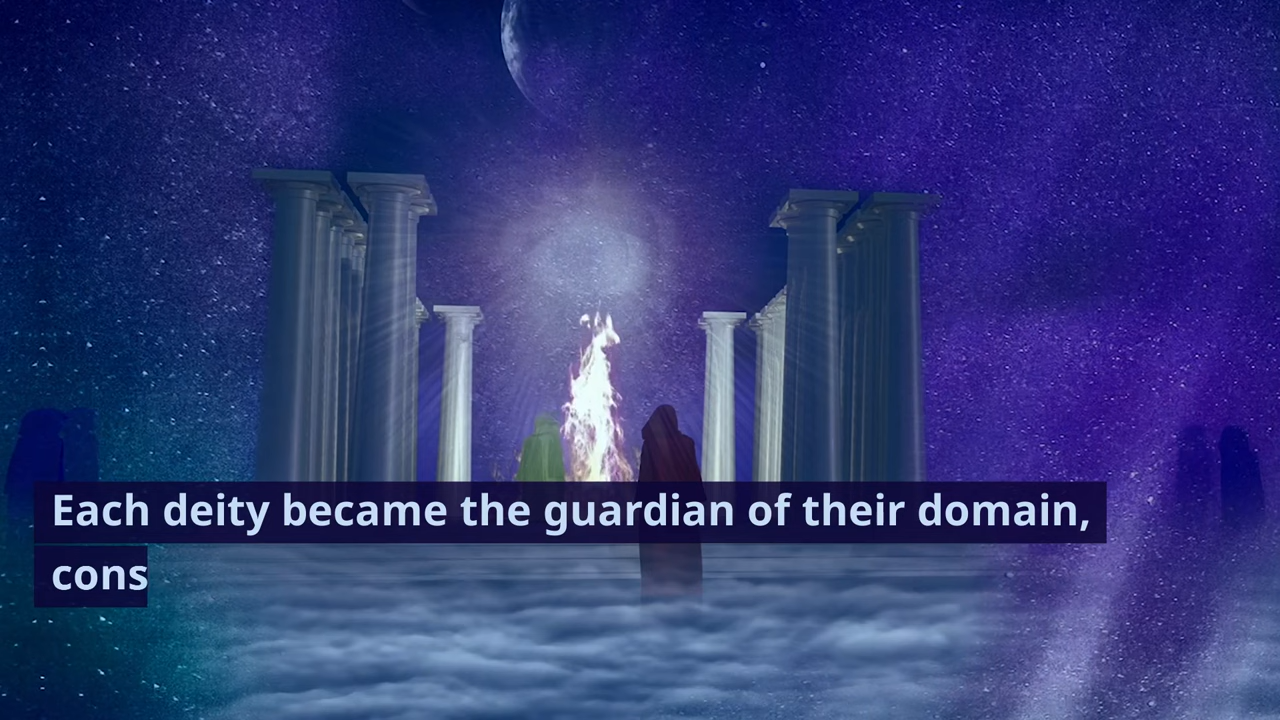 Each deity became the guardian of their domain,
cons